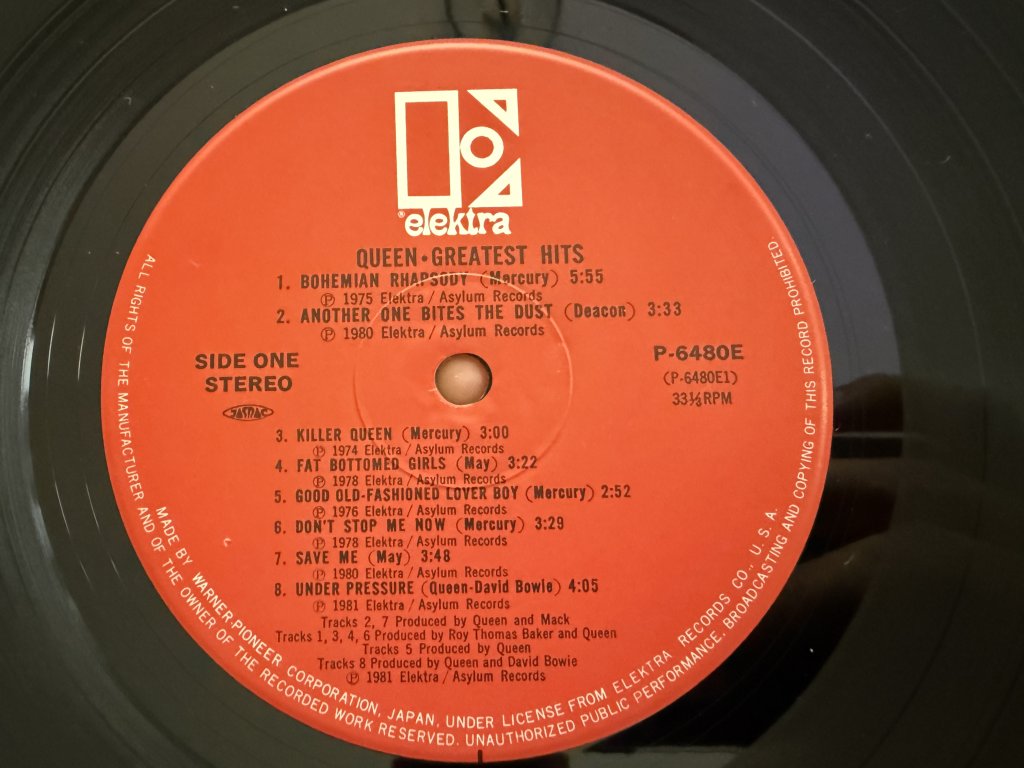 ® elektra
QUEEN•GREATEST HITS
1. BOHEMIAN RHAPSODY (Mercury) 5:55
℗ 1975 Elektra / Asylum Records
2. ANOTHER ONE BITES THE DUST (Deacon) 3:33
℗ 1980 Elektra / Asylum Records
SIDE ONE
STEREO
JASRAC
P-6480E
(P-6480E1)
33⅓RPM
3. KILLER QUEEN (Mercury) 3:00
℗ 1974 Elektra / Asylum Records
4. FAT BOTTOMED GIRLS (May) 3:22
℗ 1978 Elektra / Asylum Records
5. GOOD OLD-FASHIONED LOVER BOY (Mercury) 2:52
℗ 1976 Elektra / Asylum Records
6. DON'T STOP ME NOW (Mercury) 3:29
℗ 1978 Elektra / Asylum Records
7. SAVE ME (May) 3:48
℗ 1980 Elektra / Asylum Records
8. UNDER PRESSURE (Queen-David Bowie) 4:05
℗ 1981 Elektra / Asylum Records
Tracks 2, 7 Produced by Queen and Mack
Tracks 1, 3, 4, 6 Produced by Roy Thomas Baker and Queen
Tracks 5 Produced by Queen
Tracks 8 Produced by Queen and David Bowie
℗ 1981 Elektra / Asylum Records
MADE BY WARNER-PIONEER CORPORATION, JAPAN, UNDER LICENSE FROM ELEKTRA RECORDS CO., U. S. A.
ALL RIGHTS OF THE MANUFACTURER AND OF THE OWNER OF THE RECORDED WORK RESERVED. UNAUTHORIZED PUBLIC PERFORMANCE, BROADCASTING AND COPYING OF THIS RECORD PROHIBITED.